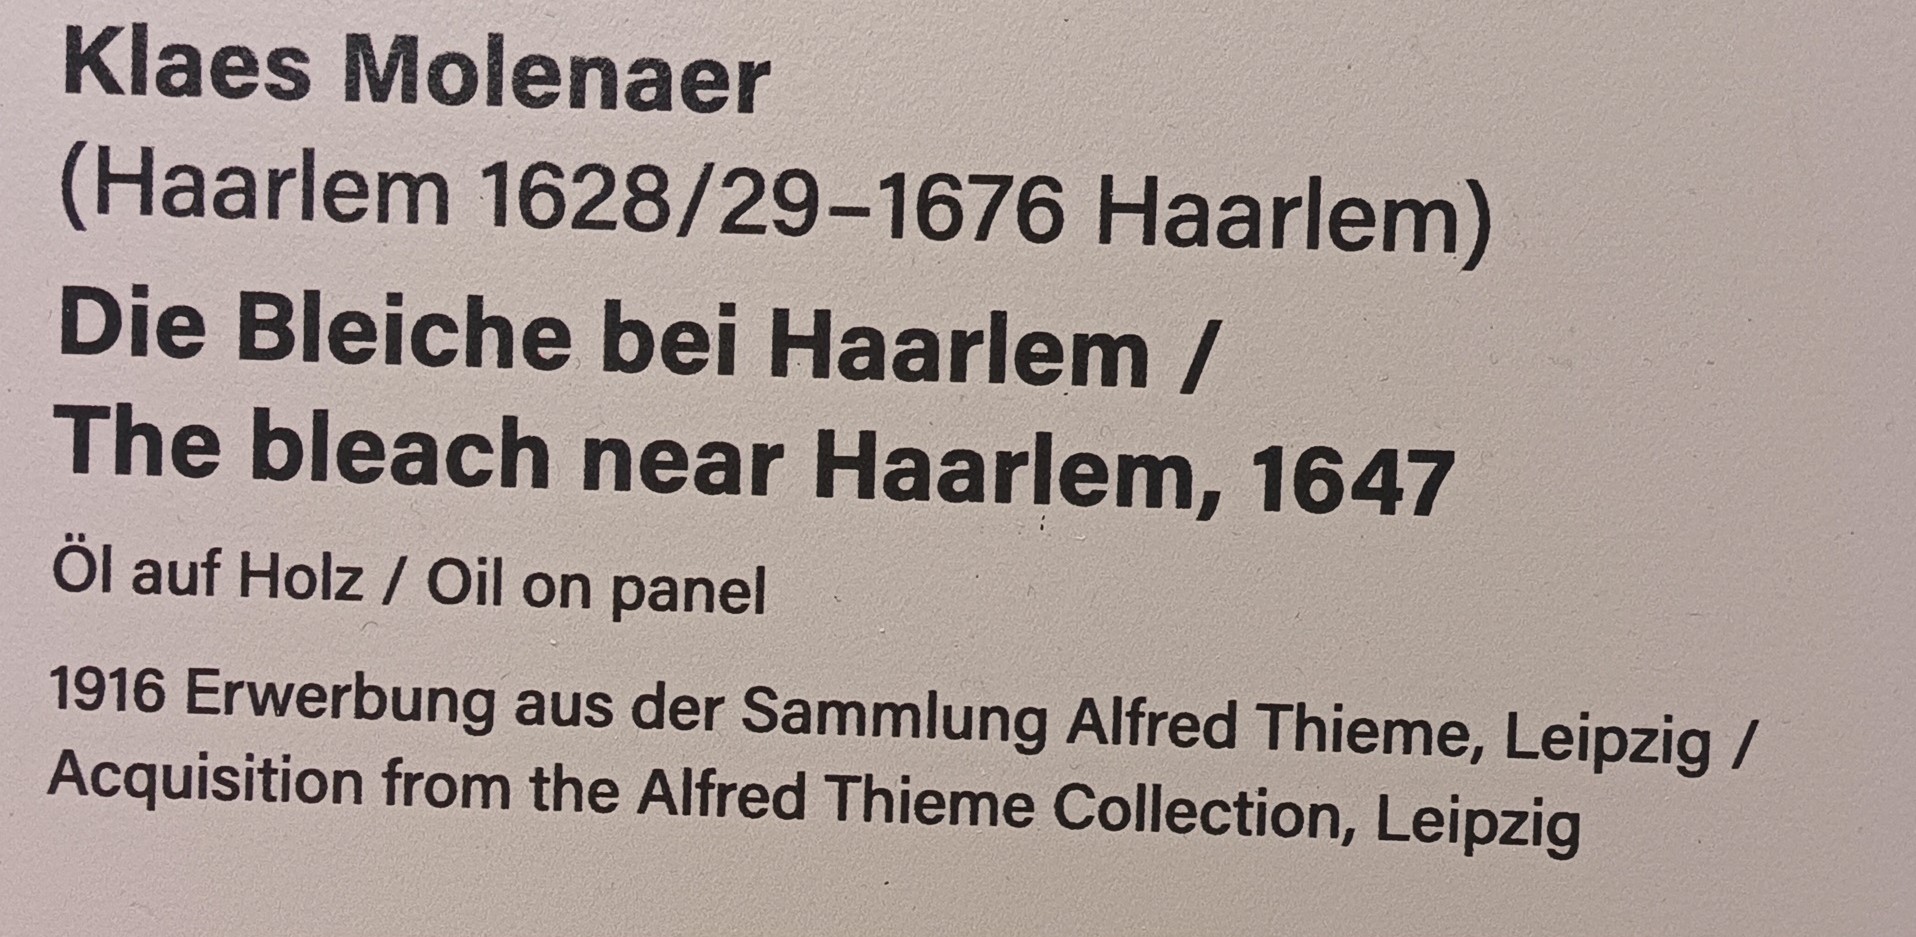 Klaes Molenaer
(Haarlem 1628/29–1676 Haarlem)
Die Bleiche bei Haarlem /
The bleach near Haarlem, 1647
Öl auf Holz / Oil on panel
1916 Erwerbung aus der Sammlung Alfred Thieme, Leipzig /
Acquisition from the Alfred Thieme Collection, Leipzig